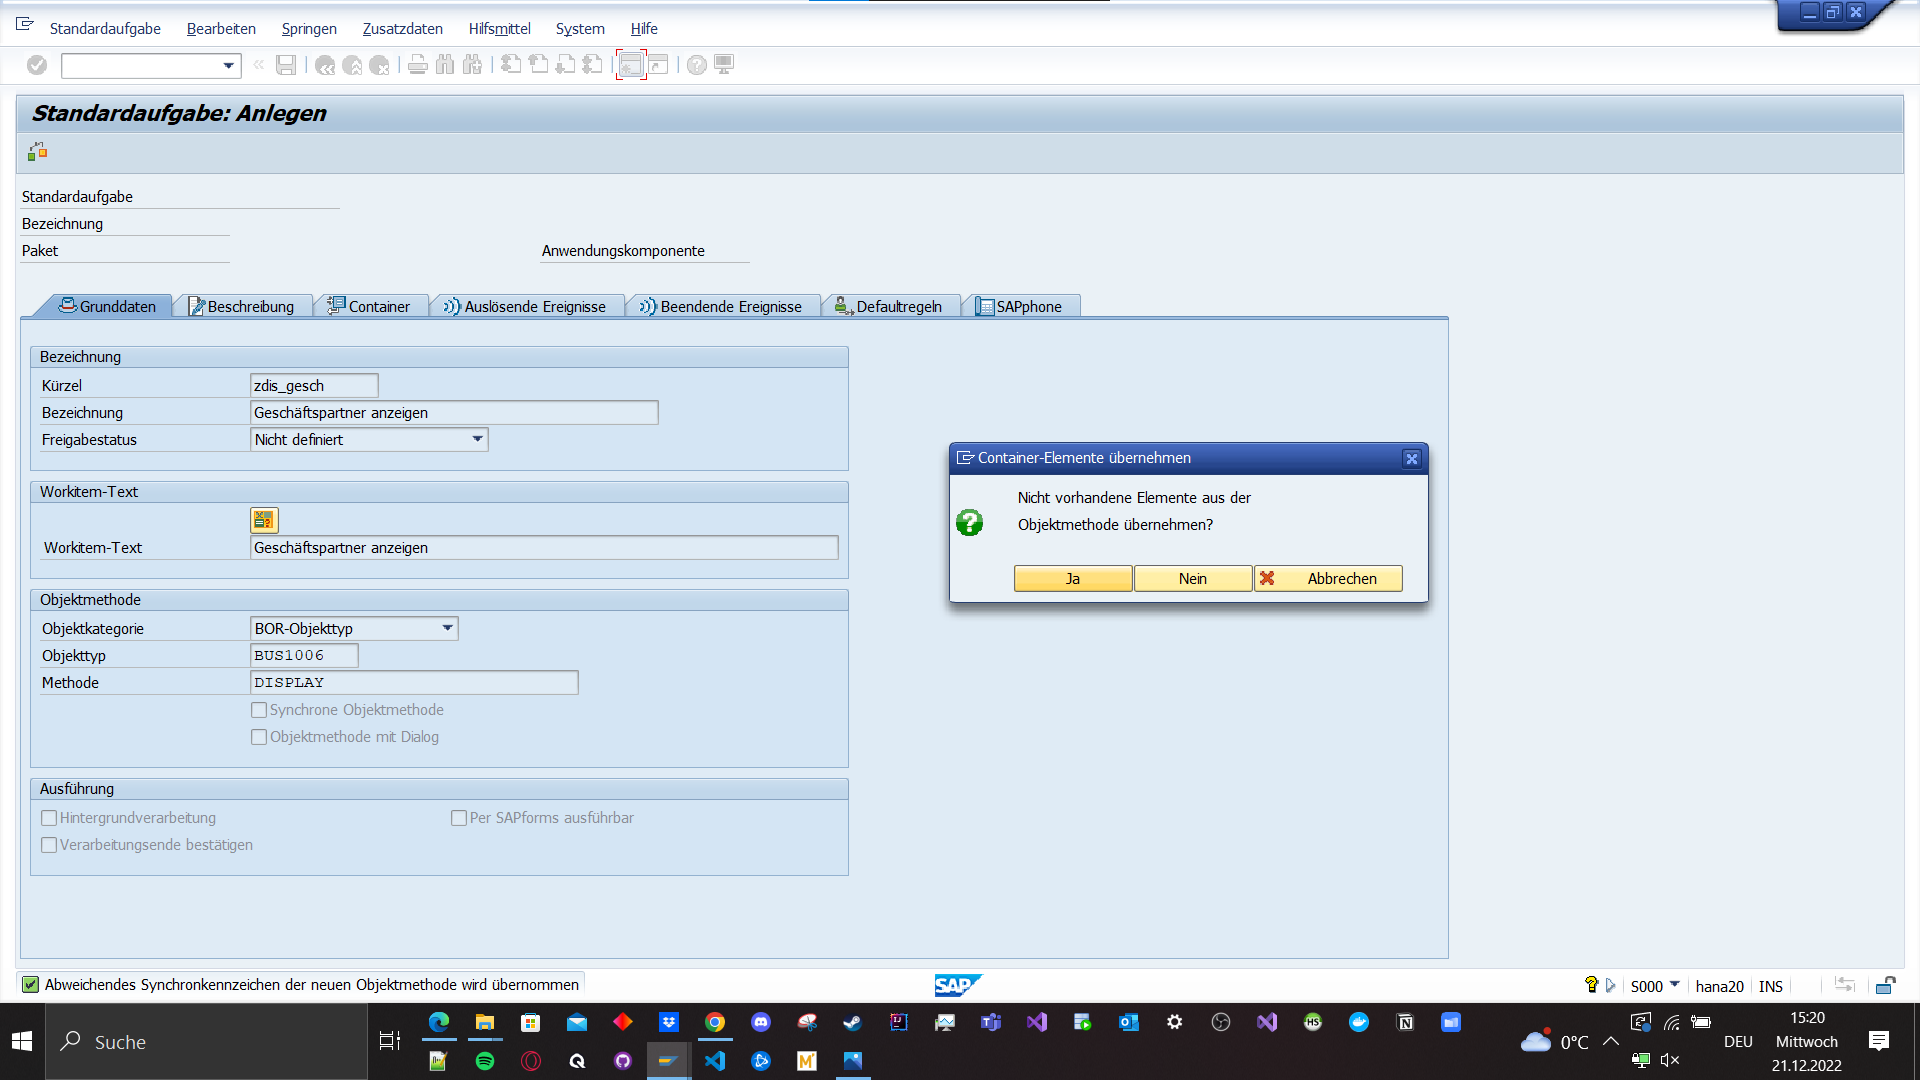 Standardaufgabe Bearbeiten Springen Zusatzdaten Hilfsmittel System Hilfe
Standardaufgabe: Anlegen
Standardaufgabe
Bezeichnung
Paket Anwendungskomponente
Grunddaten Beschreibung Container Auslösende Ereignisse Beendende Ereignisse Defaultregeln SAPphone
Bezeichnung
Kürzel zdis_gesch
Bezeichnung Geschäftspartner anzeigen
Freigabestatus Nicht definiert
Workitem-Text
Workitem-Text Geschäftspartner anzeigen
Objektmethode
Objektkategorie BOR-Objekttyp
Objekttyp BUS1006
Methode DISPLAY
Synchrone Objektmethode
Objektmethode mit Dialog
Ausführung
Hintergrundverarbeitung Per SAPforms ausführbar
Verarbeitungsende bestätigen
Container-Elemente übernehmen
Nicht vorhandene Elemente aus der
Objektmethode übernehmen?
Ja Nein Abbrechen
Abweichendes Synchronkennzeichen der neuen Objektmethode wird übernommen
SAP
S000 hana20 INS
Suche
0°C
DEU
15:20
Mittwoch
21.12.2022